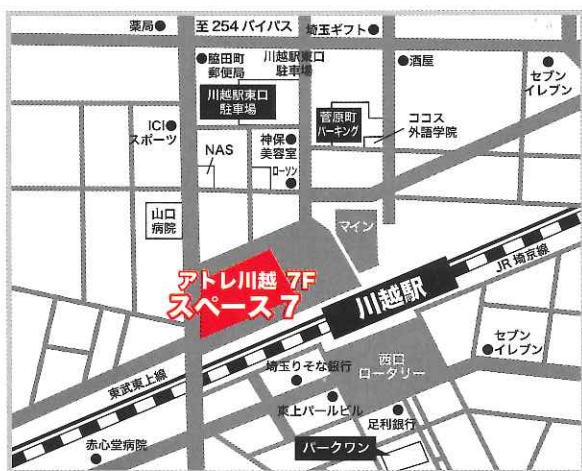 薬局
至 254 バイパス
埼玉ギフト
脇田町
郵便局
川越駅東口
駐車場
酒屋
セブン
イレブン
川越駅東口
駐車場
菅原町
パーキング
ココス
外語学院
ICI
スポーツ
NAS
神保
美容室
ローソン
山口
病院
マイン
アトレ川越 7F
スペース7
川越駅
JR 埼京線
東武東上線
埼玉りそな銀行
西口
ロータリー
セブン
イレブン
東上パールビル
足利銀行
赤心堂病院
パークワン